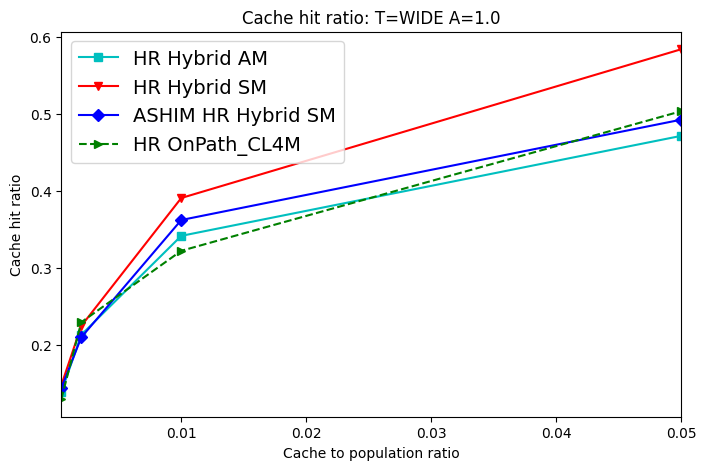 Cache hit ratio: T=WIDE A=1.0
HR Hybrid AM
HR Hybrid SM
ASHIM HR Hybrid SM
HR OnPath_CL4M
Cache hit ratio
0.6
0.5
0.4
0.3
0.2
0.01
0.02
0.03
0.04
0.05
Cache to population ratio